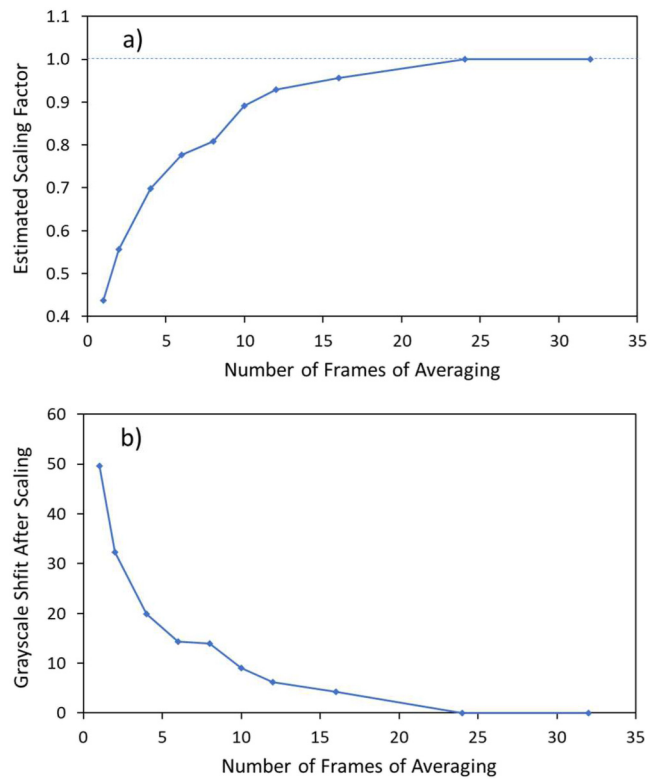 a)
Estimated Scaling Factor
1.1
1.0
0.9
0.8
0.7
0.6
0.5
0.4
0 5 10 15 20 25 30 35
Number of Frames of Averaging
b)
Grayscale Shfit After Scaling
60
50
40
30
20
10
0
0 5 10 15 20 25 30 35
Number of Frames of Averaging